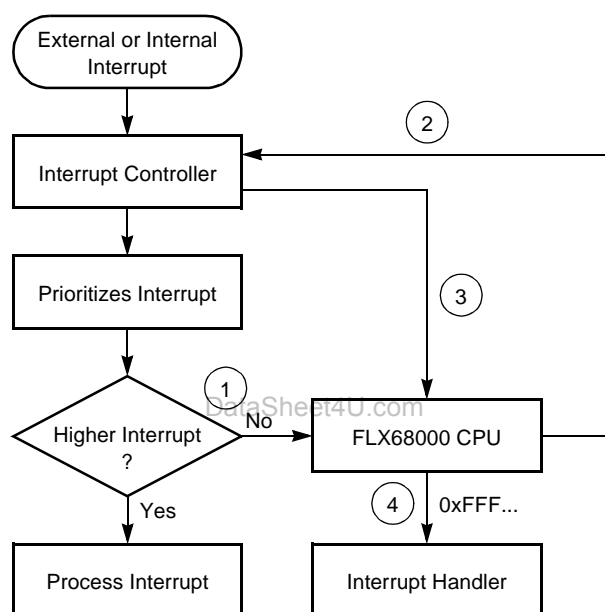 External or Internal
Interrupt
2
Interrupt Controller
Prioritizes Interrupt
3
1
DataSheet4U.com
Higher Interrupt
?
No
FLX68000 CPU
Yes
4
0xFFF...
Process Interrupt
Interrupt Handler